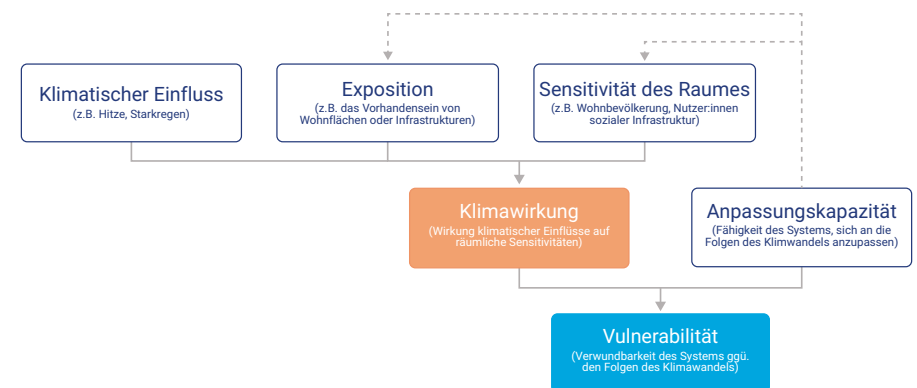 Klimatischer Einfluss
(z.B. Hitze, Starkregen)
Exposition
(z.B. das Vorhandensein von
Wohnflächen oder Infrastrukturen)
Sensitivität des Raumes
(z.B. Wohnbevölkerung, Nutzer:innen
sozialer Infrastruktur)
Klimawirkung
(Wirkung klimatischer Einflüsse auf
räumliche Sensitivitäten)
Anpassungskapazität
(Fähigkeit des Systems, sich an die
Folgen des Klimwandels anzupassen)
Vulnerabilität
(Verwundbarkeit des Systems ggü.
den Folgen des Klimawandels)